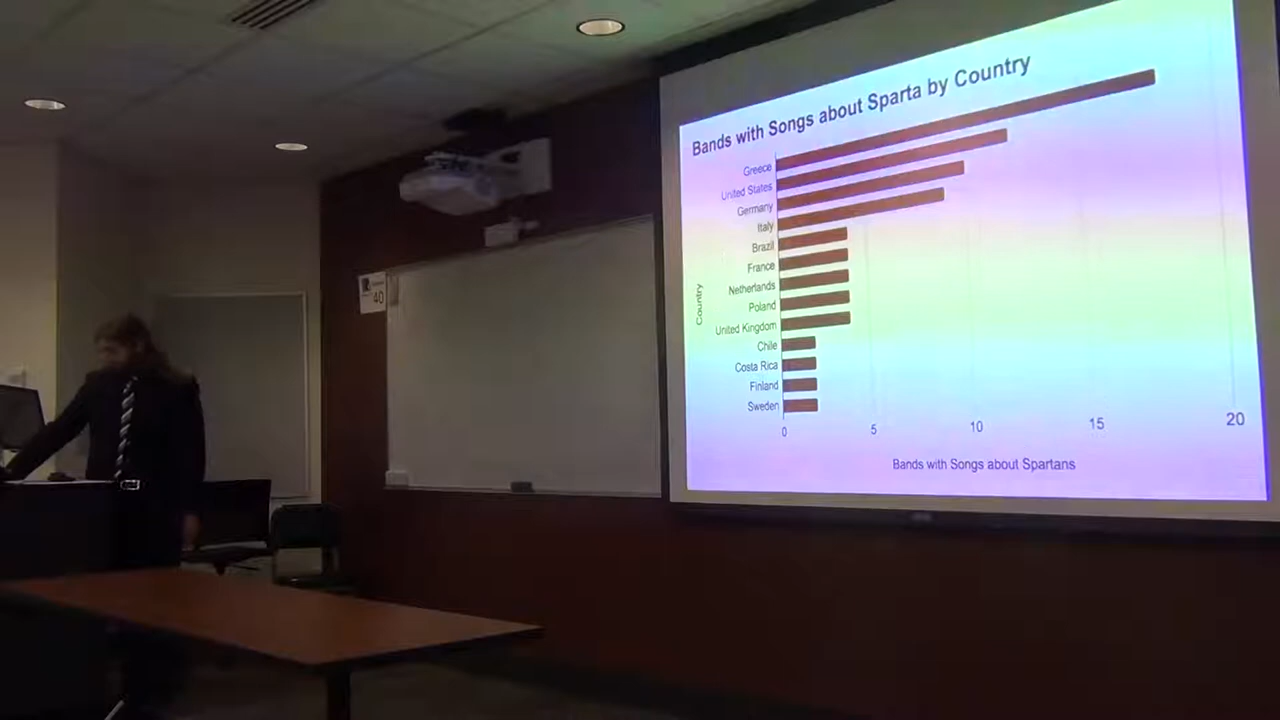 Bands with Songs about Sparta by Country
Greece
United States
Germany
Italy
Brazil
France
Netherlands
Poland
United Kingdom
Chile
Costa Rica
Finland
Sweden
Country
0 5 10 15 20
Bands with Songs about Spartans
40